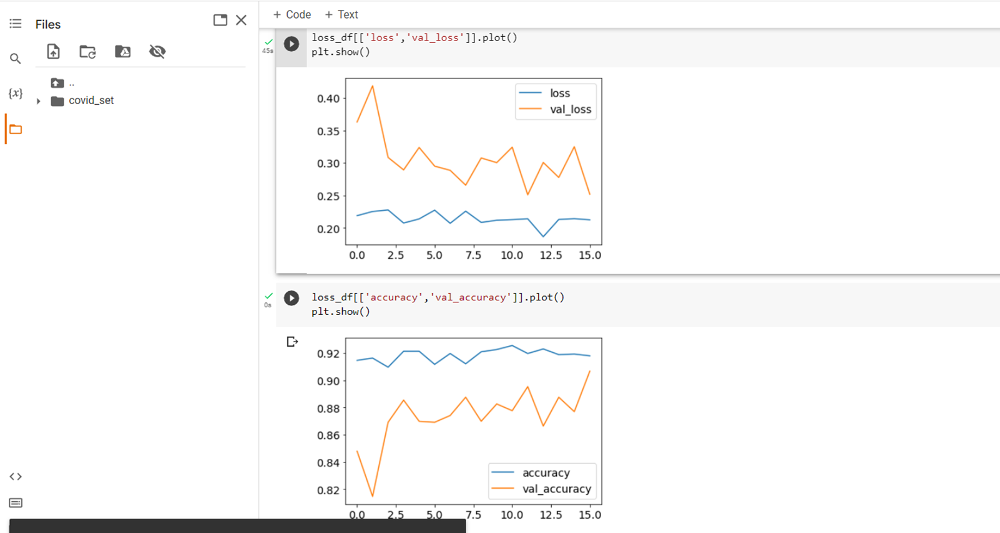 Files
..
covid_set
{x}
+ Code + Text
45s
loss_df[['loss','val_loss']].plot()
plt.show()
loss
val_loss
0.40
0.35
0.30
0.25
0.20
0.0 2.5 5.0 7.5 10.0 12.5 15.0
0s
loss_df[['accuracy','val_accuracy']].plot()
plt.show()
0.92
0.90
0.88
0.86
0.84
0.82
accuracy
val_accuracy
0.0 2.5 5.0 7.5 10.0 12.5 15.0